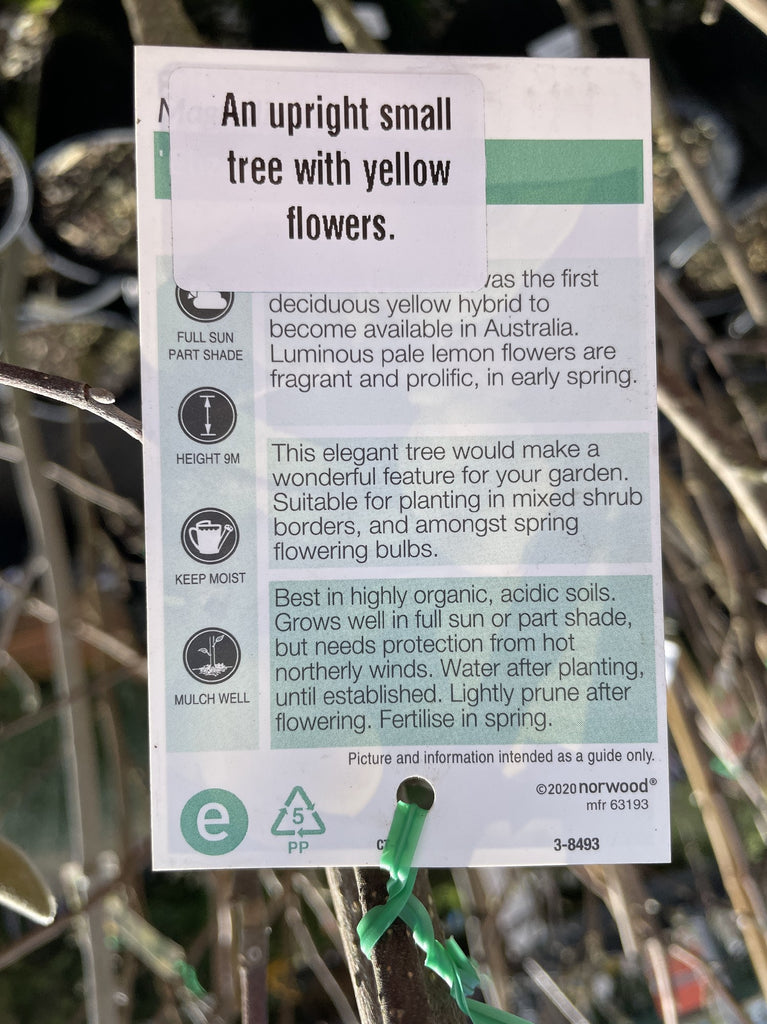 An upright small
tree with yellow
flowers.
was the first
deciduous yellow hybrid to
become available in Australia.
Luminous pale lemon flowers are
fragrant and prolific, in early spring.
FULL SUN
PART SHADE
HEIGHT 9M
This elegant tree would make a
wonderful feature for your garden.
Suitable for planting in mixed shrub
borders, and amongst spring
flowering bulbs.
KEEP MOIST
Best in highly organic, acidic soils.
Grows well in full sun or part shade,
but needs protection from hot
northerly winds. Water after planting,
until established. Lightly prune after
flowering. Fertilise in spring.
MULCH WELL
Picture and information intended as a guide only.
©2020 norwood®
mfr 63193
e
5
PP
3-8493